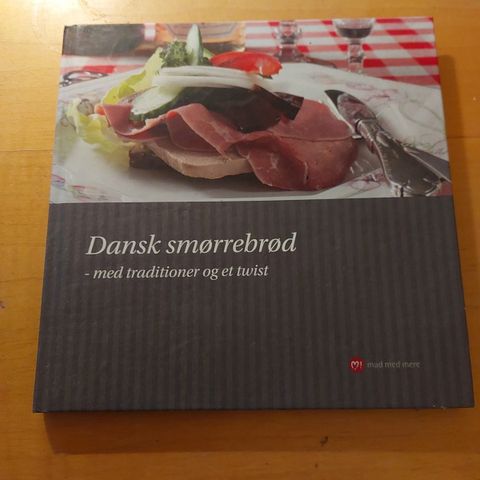 Dansk smørrebrød
- med traditioner og et twist
mad med mere